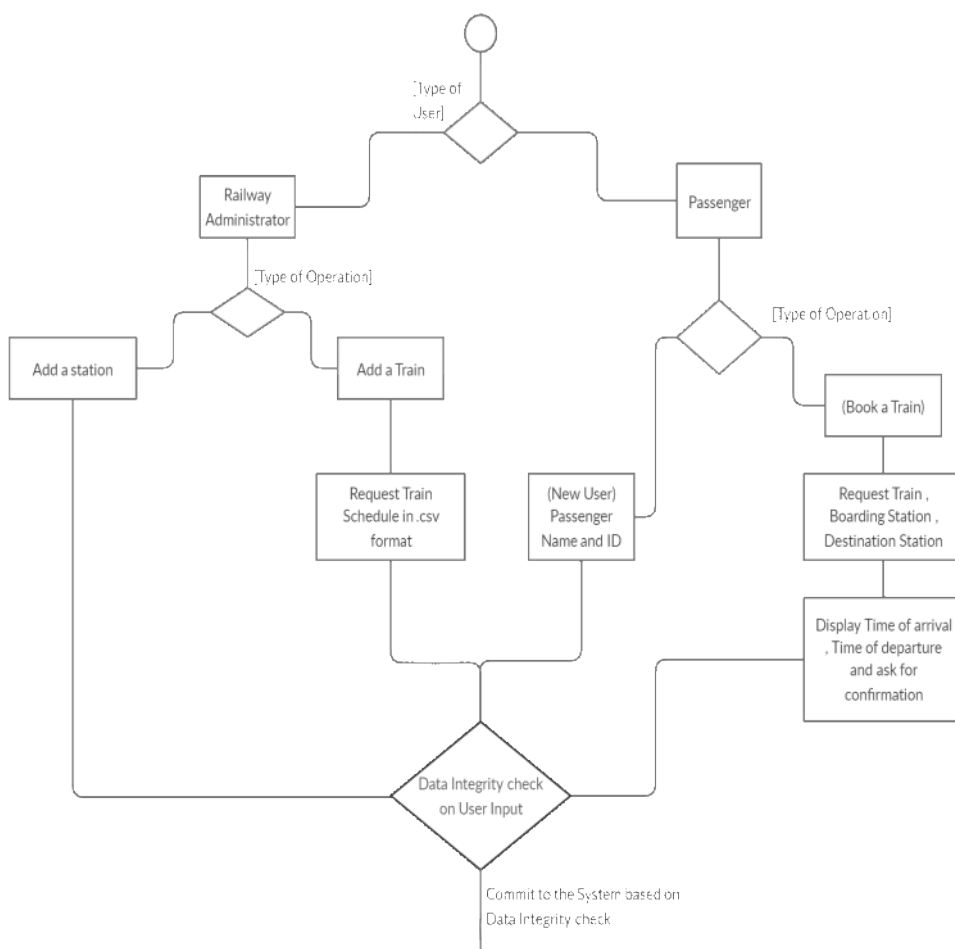 [Type of
User]
Railway
Administrator
Passenger
[Type of Operation]
[Type of Operation]
Add a station
Add a Train
(Book a Train)
Request Train
Schedule in .csv
format
(New User)
Passenger
Name and ID
Request Train ,
Boarding Station ,
Destination Station
Display Time of arrival
, Time of departure
and ask for
confirmation
Data Integrity check
on User Input
Commit to the System based on
Data Integrity check